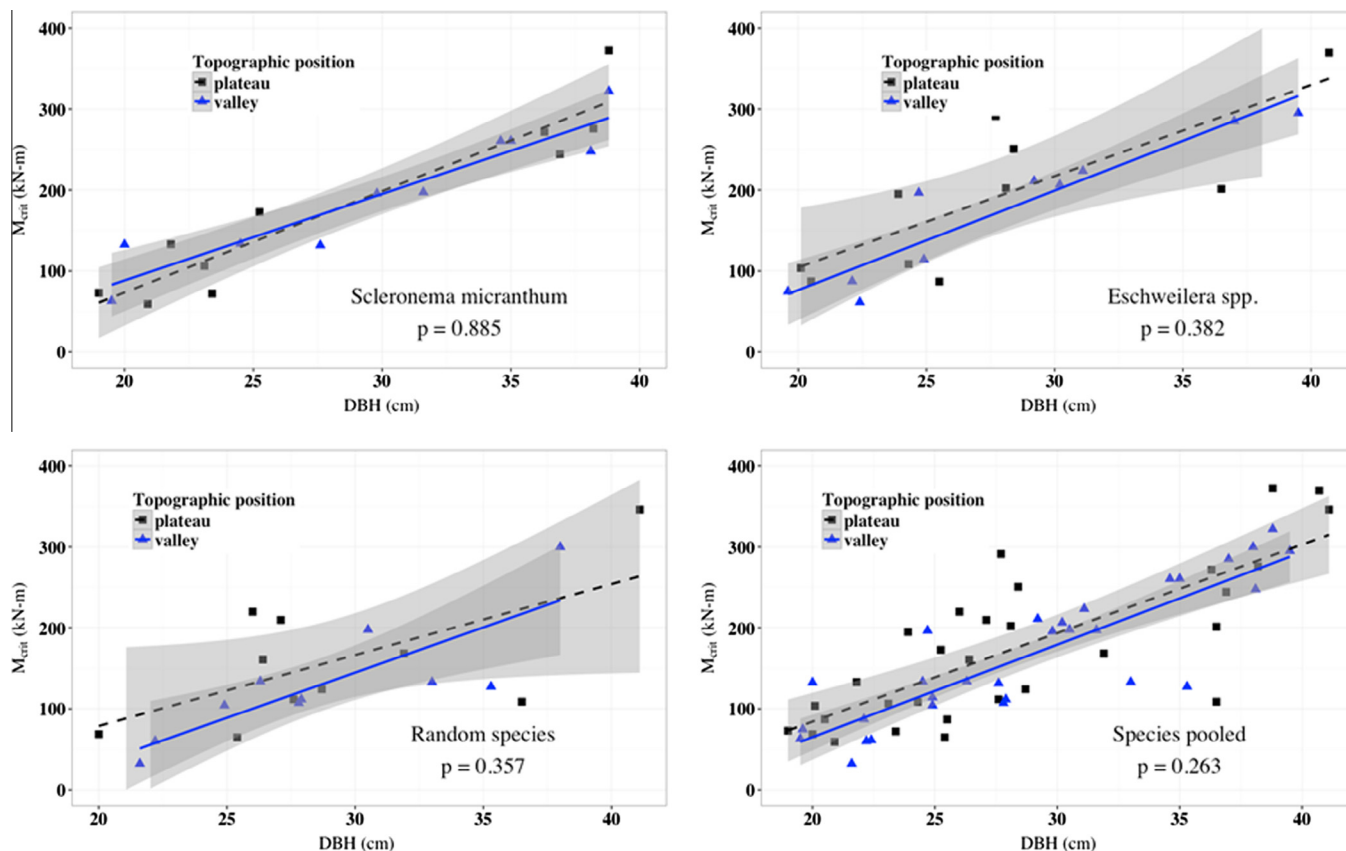 400
300
200
100
0
M_crit (kN-m)
Topographic position
plateau
valley
Scleronema micranthum
p = 0.885
20 25 30 35 40
DBH (cm)
400
300
200
100
0
M_crit (kN-m)
Topographic position
plateau
valley
Eschweilera spp.
p = 0.382
20 25 30 35 40
DBH (cm)
400
300
200
100
0
M_crit (kN-m)
Topographic position
plateau
valley
Random species
p = 0.357
20 25 30 35 40
DBH (cm)
400
300
200
100
0
M_crit (kN-m)
Topographic position
plateau
valley
Species pooled
p = 0.263
20 25 30 35 40
DBH (cm)